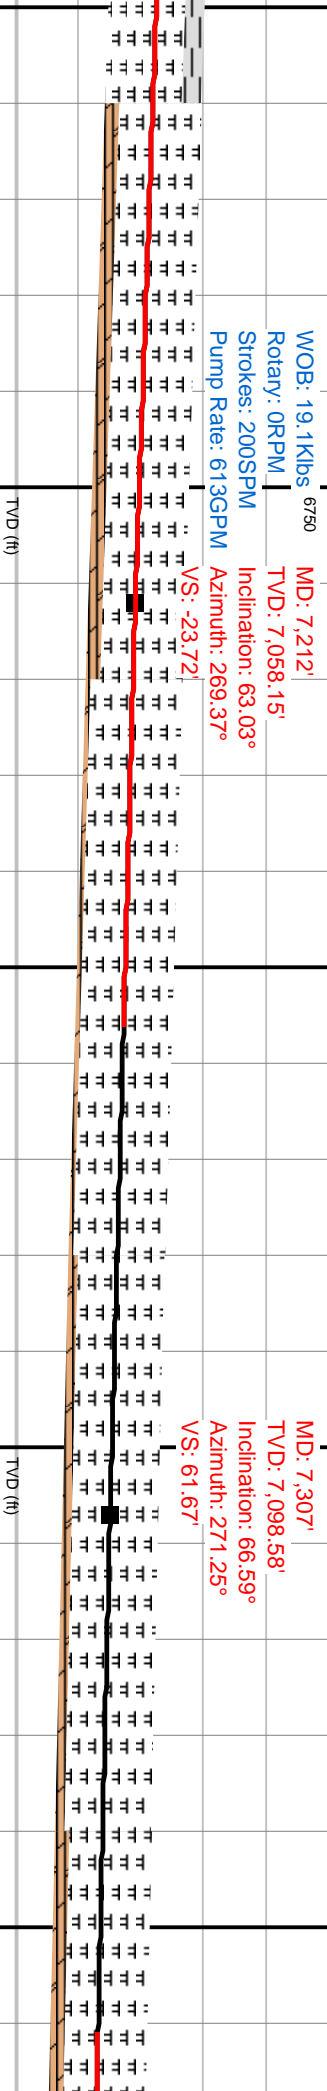 WOB: 19.1Klbs
Rotary: 0RPM
Strokes: 200SPM
Pump Rate: 613GPM
6750
TVD (ft)
MD: 7,212'
TVD: 7,058.15'
Inclination: 63.03°
Azimuth: 269.37°
VS: -23.72'
MD: 7,307'
TVD: 7,098.58'
Inclination: 66.59°
Azimuth: 271.25°
VS: 61.67'
TVD (ft)